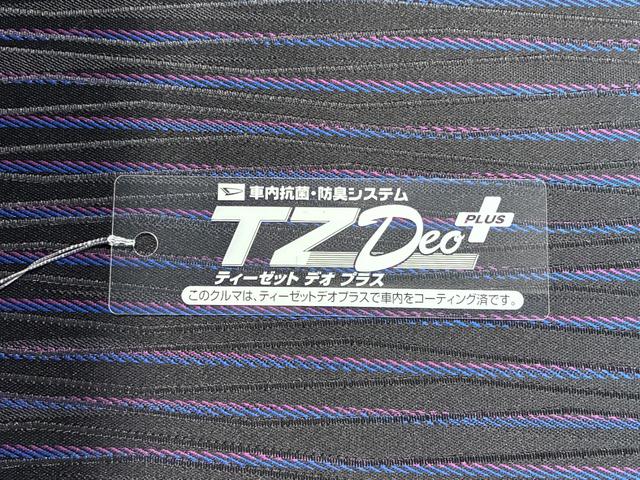 車内抗菌・防臭システム
TZ Deo PLUS
ティーゼット デオ プラス
このクルマは、ティーゼットデオプラスで車内をコーティング済です。